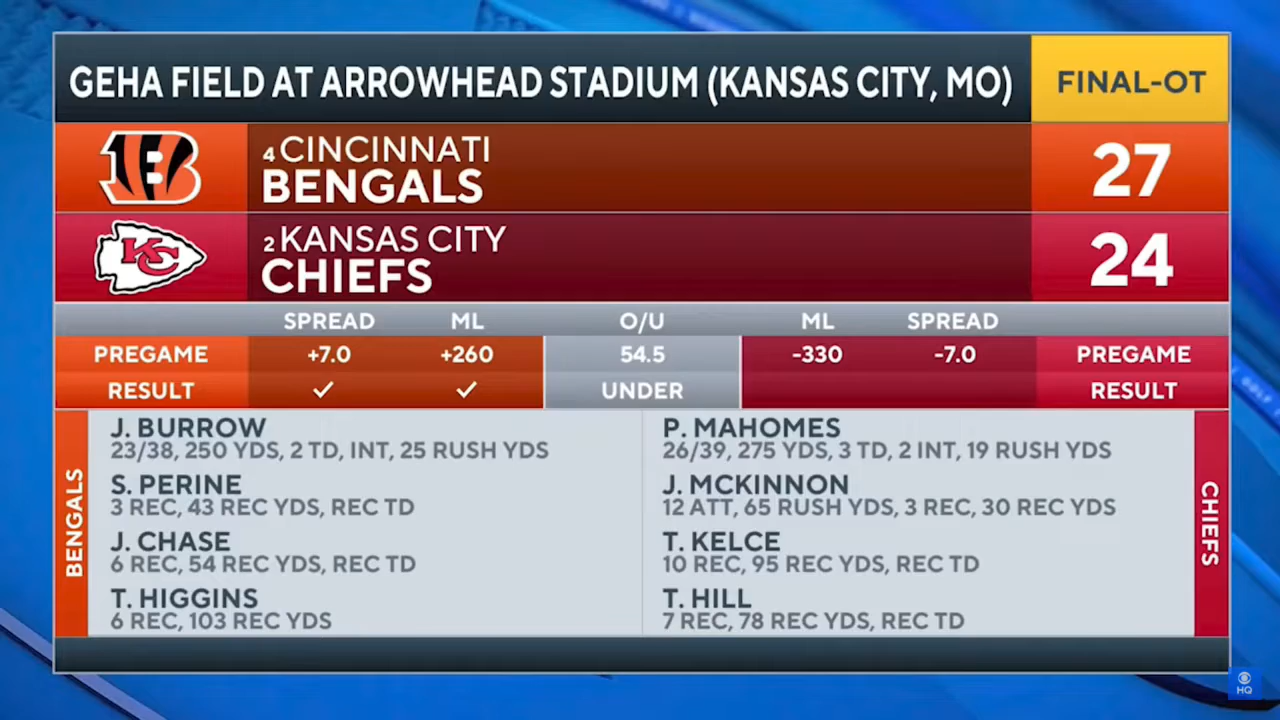 GEHA FIELD AT ARROWHEAD STADIUM (KANSAS CITY, MO) FINAL-OT
B 4 CINCINNATI
BENGALS 27
KC 2 KANSAS CITY
CHIEFS 24
SPREAD ML O/U ML SPREAD
PREGAME +7.0 +260 54.5 -330 -7.0 PREGAME
RESULT ✓ ✓ UNDER RESULT
BENGALS
J. BURROW
23/38, 250 YDS, 2 TD, INT, 25 RUSH YDS
S. PERINE
3 REC, 43 REC YDS, REC TD
J. CHASE
6 REC, 54 REC YDS, REC TD
T. HIGGINS
6 REC, 103 REC YDS
P. MAHOMES
26/39, 275 YDS, 3 TD, 2 INT, 19 RUSH YDS
J. MCKINNON
12 ATT, 65 RUSH YDS, 3 REC, 30 REC YDS
T. KELCE
10 REC, 95 REC YDS, REC TD
T. HILL
7 REC, 78 REC YDS, REC TD
CHIEFS
HQ